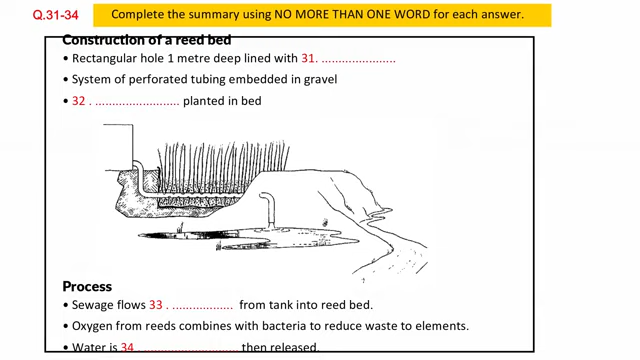 Q.31-34
Complete the summary using NO MORE THAN ONE WORD for each answer.
Construction of a reed bed
• Rectangular hole 1 metre deep lined with 31. ......................
• System of perforated tubing embedded in gravel
• 32 . ......................... planted in bed
Process
• Sewage flows 33 . .................. from tank into reed bed.
• Oxygen from reeds combines with bacteria to reduce waste to elements.
• Water is 34 . ............................ then released.